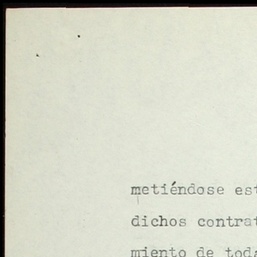 metiéndose est
dichos contrat
miento de toda